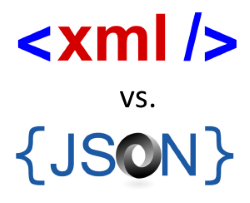 <xml />
vs.
{JSON}